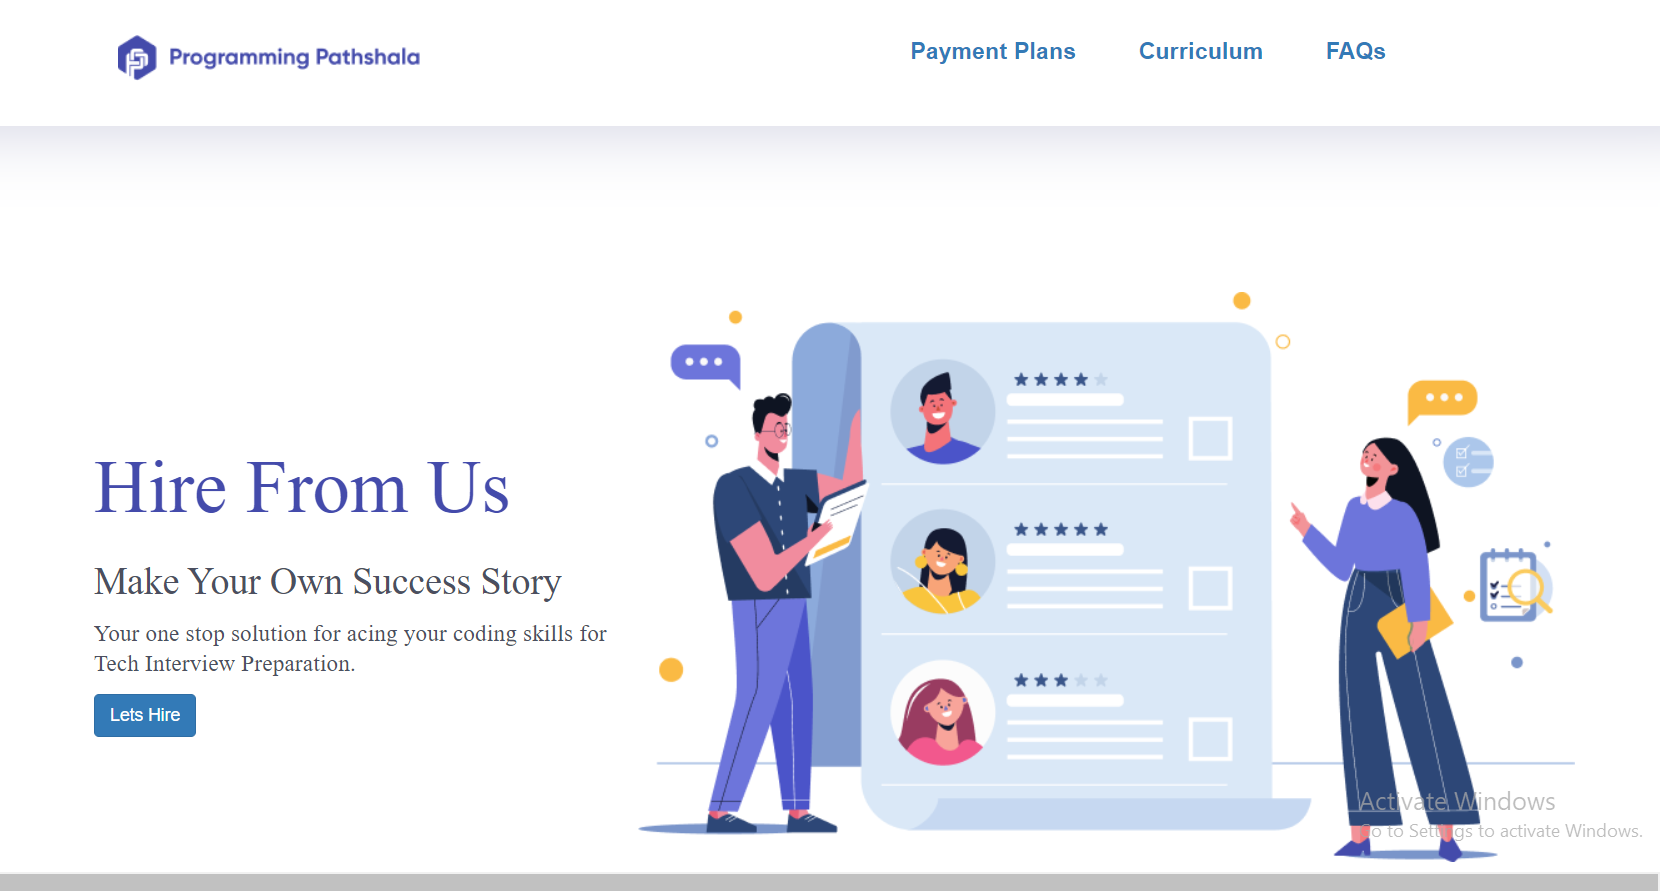 Programming Pathshala
Payment Plans
Curriculum
FAQs
Hire From Us
Make Your Own Success Story
Your one stop solution for acing your coding skills for
Tech Interview Preparation.
Lets Hire
Activate Windows
Go to Settings to activate Windows.